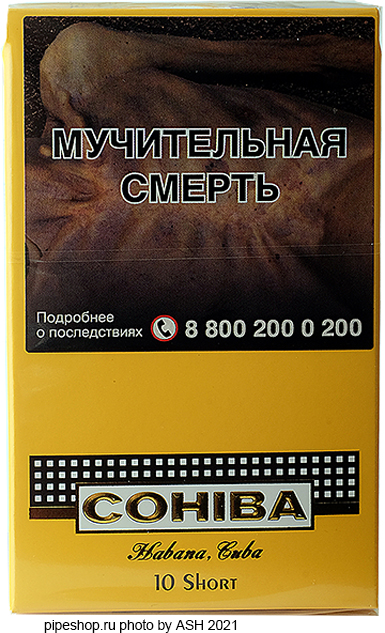 МУЧИТЕЛЬНАЯ
СМЕРТЬ
Подробнее
о последствиях 8 800 200 0 200
COHIBA
Habana, Cuba
10 SHORT
pipeshop.ru photo by ASH 2021